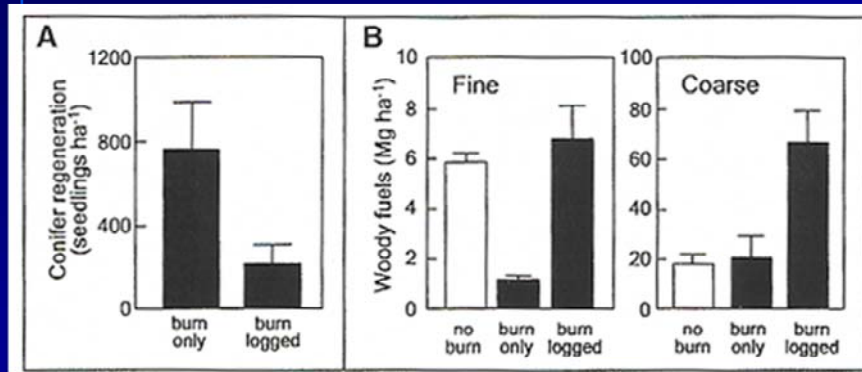 A
Conifer regeneration
(seedlings ha⁻¹)
1200
800
400
0
burn
only
burn
logged
B
Woody fuels (Mg ha⁻¹)
10
8
6
4
2
0
Fine
no
burn
burn
only
burn
logged
100
80
60
40
20
0
Coarse
no
burn
burn
only
burn
logged